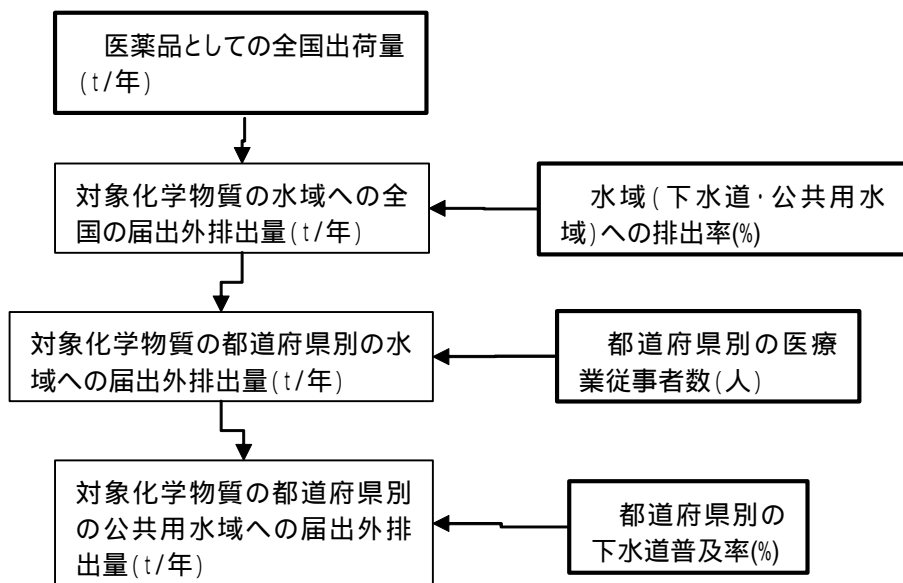 医薬品としての全国出荷量
(t/年)
対象化学物質の水域への全
国の届出外排出量(t/年)
水域(下水道·公共用水
域)への排出率(%)
対象化学物質の都道府県別の水
域への届出外排出量(t/年)
都道府県別の医療
業従事者数(人)
対象化学物質の都道府県別
の公共用水域への届出外排
出量(t/年)
都道府県別の
下水道普及率(%)